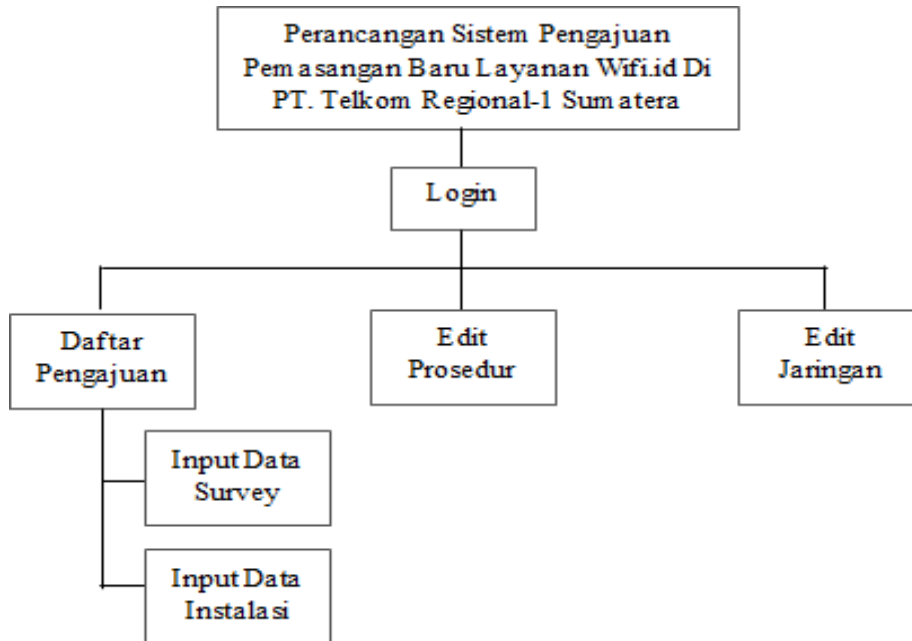 Perancangan Sistem Pengajuan
Pemasangan Baru Layanan Wifi.id Di
PT. Telkom Regional-1 Sumatera
Login
Daftar
Pengajuan
Edit
Prosedur
Edit
Jaringan
Input Data
Survey
Input Data
Instalasi